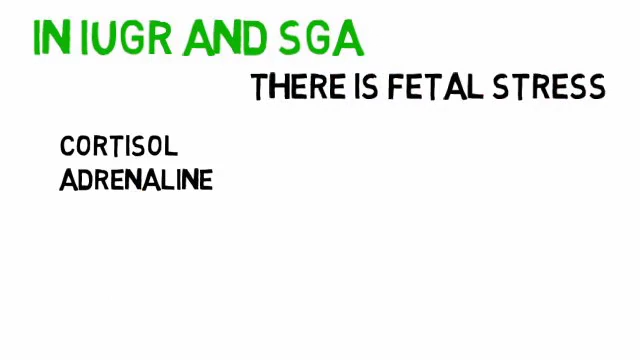 IN IUGR AND SGA
THERE IS FETAL STRESS
CORTISOL
ADRENALINE